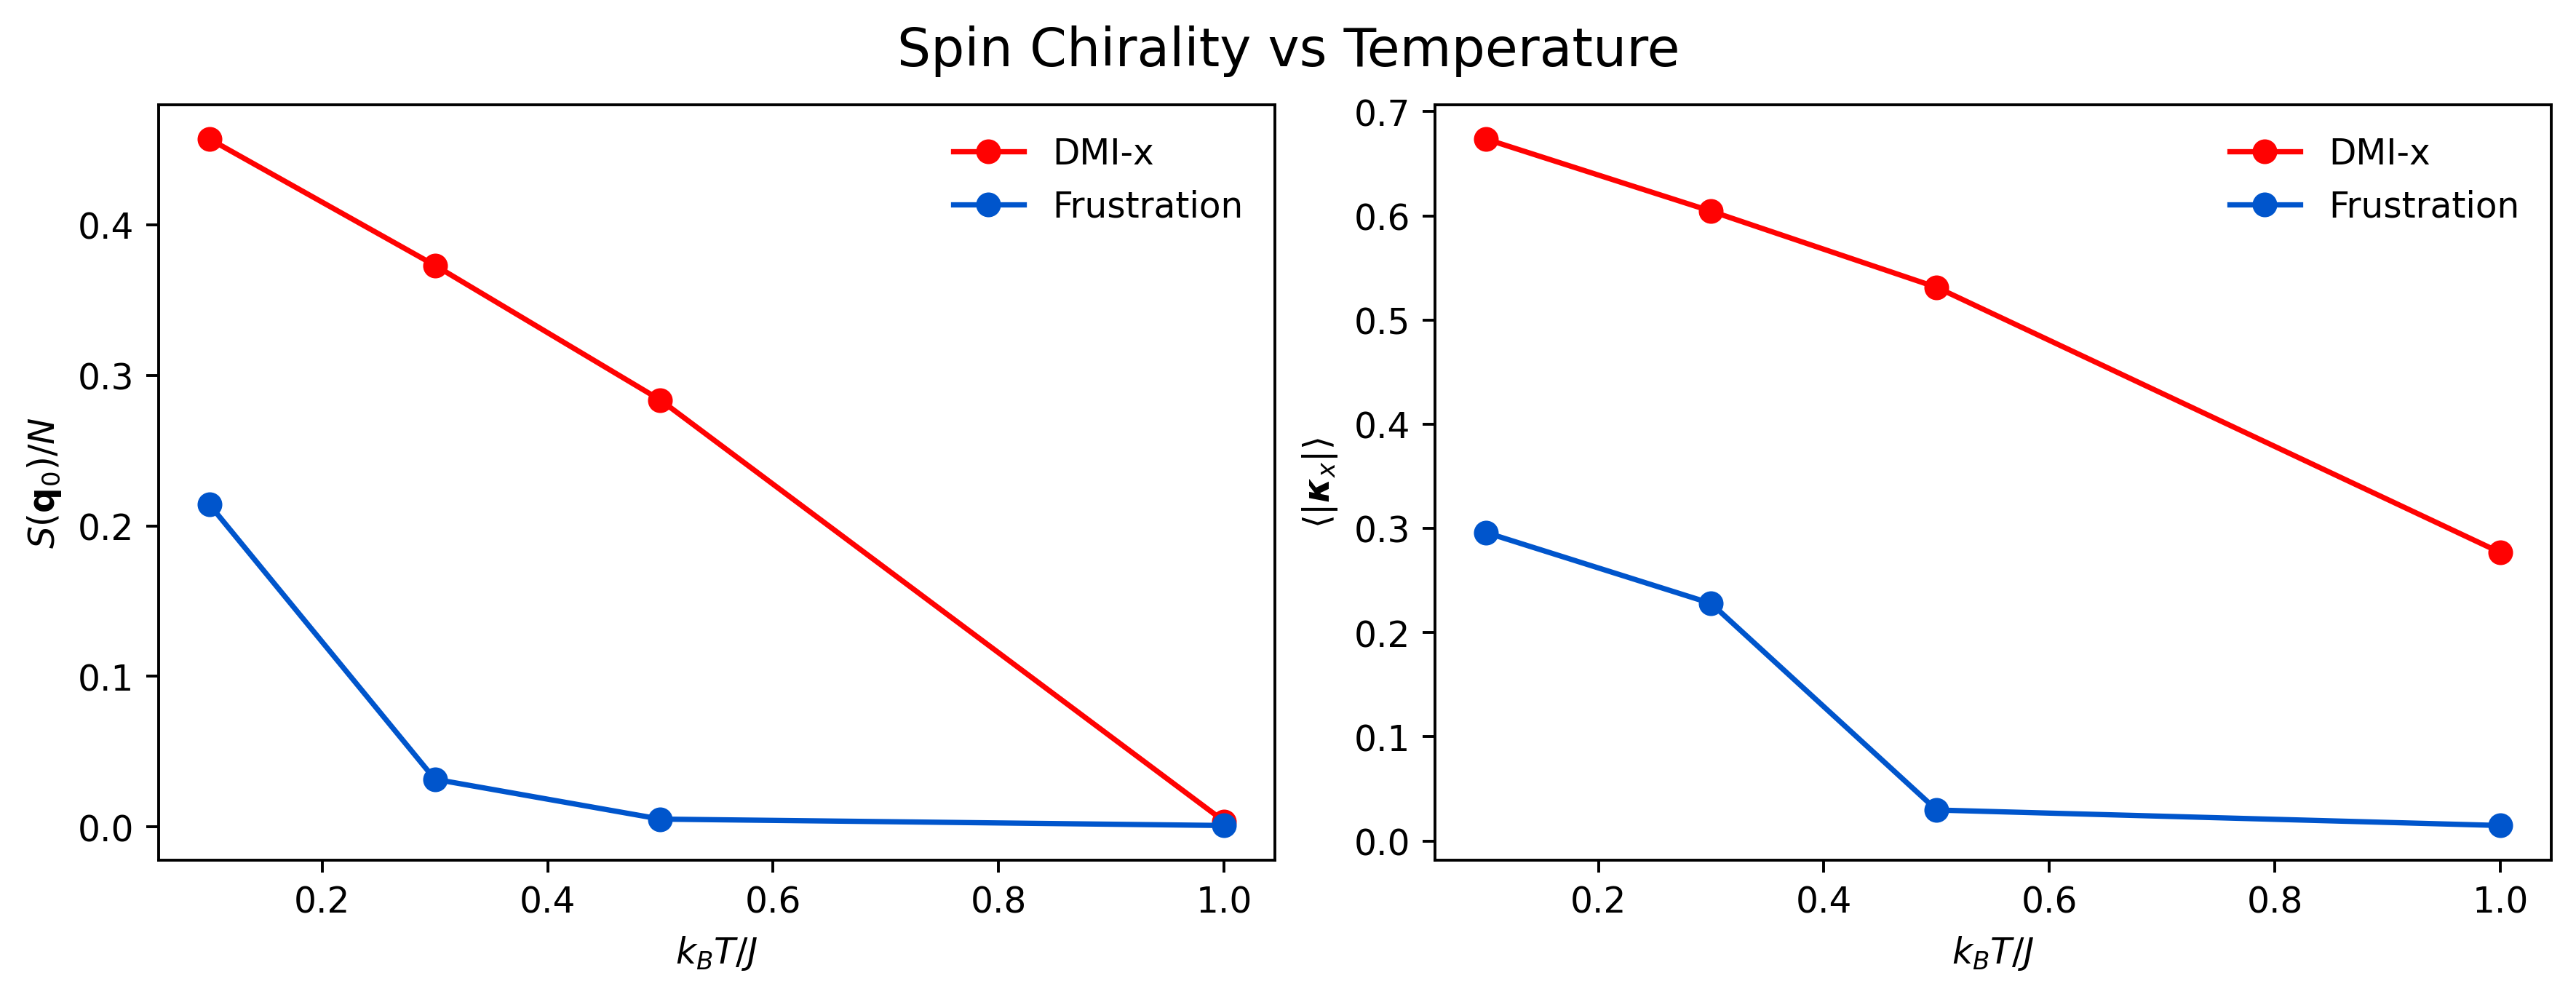 Spin Chirality vs Temperature
S(q₀)/N
0.4
0.3
0.2
0.1
0.0
DMI-x
Frustration
0.2 0.4 0.6 0.8 1.0
k_BT/J
⟨|κₓ|⟩
0.7
0.6
0.5
0.4
0.3
0.2
0.1
0.0
DMI-x
Frustration
0.2 0.4 0.6 0.8 1.0
k_BT/J